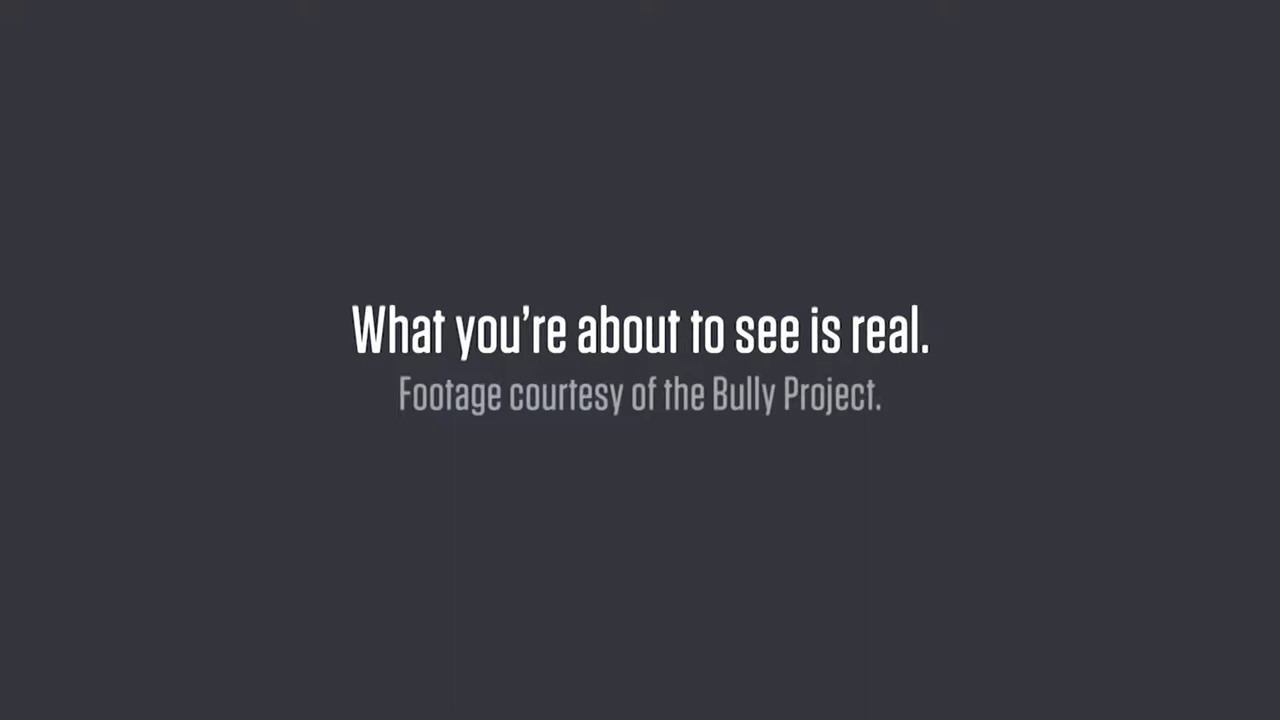 What you’re about to see is real.
Footage courtesy of the Bully Project.